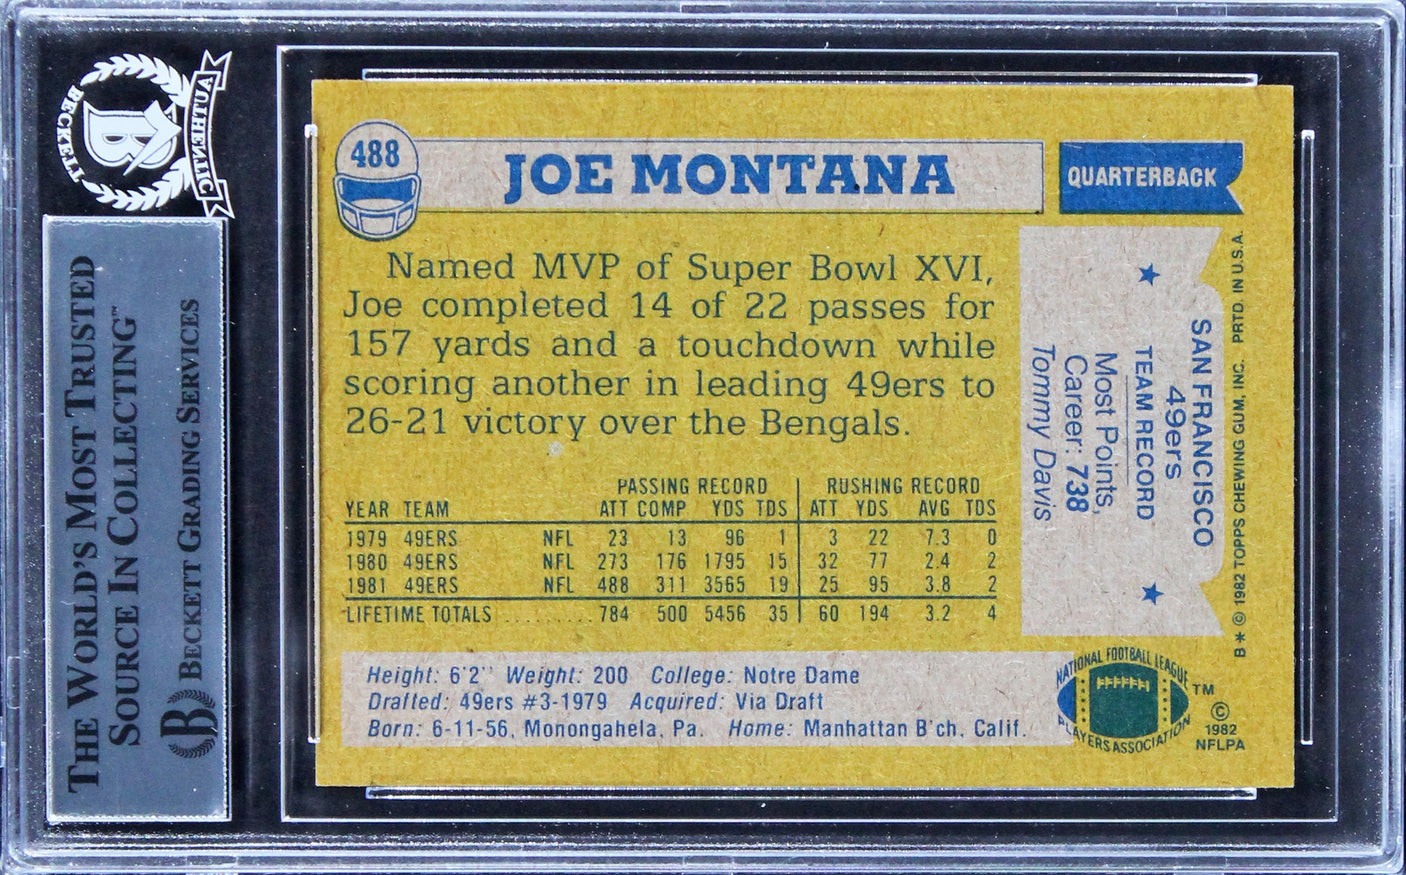 BECKETT
AUTHENTIC
B
THE WORLD'S MOST TRUSTED
SOURCE IN COLLECTING™
B BECKETT GRADING SERVICES
488
JOE MONTANA
QUARTERBACK
Named MVP of Super Bowl XVI,
Joe completed 14 of 22 passes for
157 yards and a touchdown while
scoring another in leading 49ers to
26-21 victory over the Bengals.
PASSING RECORD RUSHING RECORD
YEAR TEAM ATT COMP YDS TDS ATT YDS AVG TDS
1979 49ERS NFL 23 13 96 1 3 22 7.3 0
1980 49ERS NFL 273 176 1795 15 32 77 2.4 2
1981 49ERS NFL 488 311 3565 19 25 95 3.8 2
LIFETIME TOTALS .......... 784 500 5456 35 60 194 3.2 4
Height: 6'2" Weight: 200 College: Notre Dame
Drafted: 49ers #3-1979 Acquired: Via Draft
Born: 6-11-56, Monongahela, Pa. Home: Manhattan B'ch, Calif.
SAN FRANCISCO
49ers
★ TEAM RECORD ★
Most Points,
Career: 738
Tommy Davis
B* © 1982 TOPPS CHEWING GUM, INC. PRTD. IN U.S.A.
NATIONAL FOOTBALL LEAGUE
PLAYERS ASSOCIATION
TM
©
1982
NFLPA